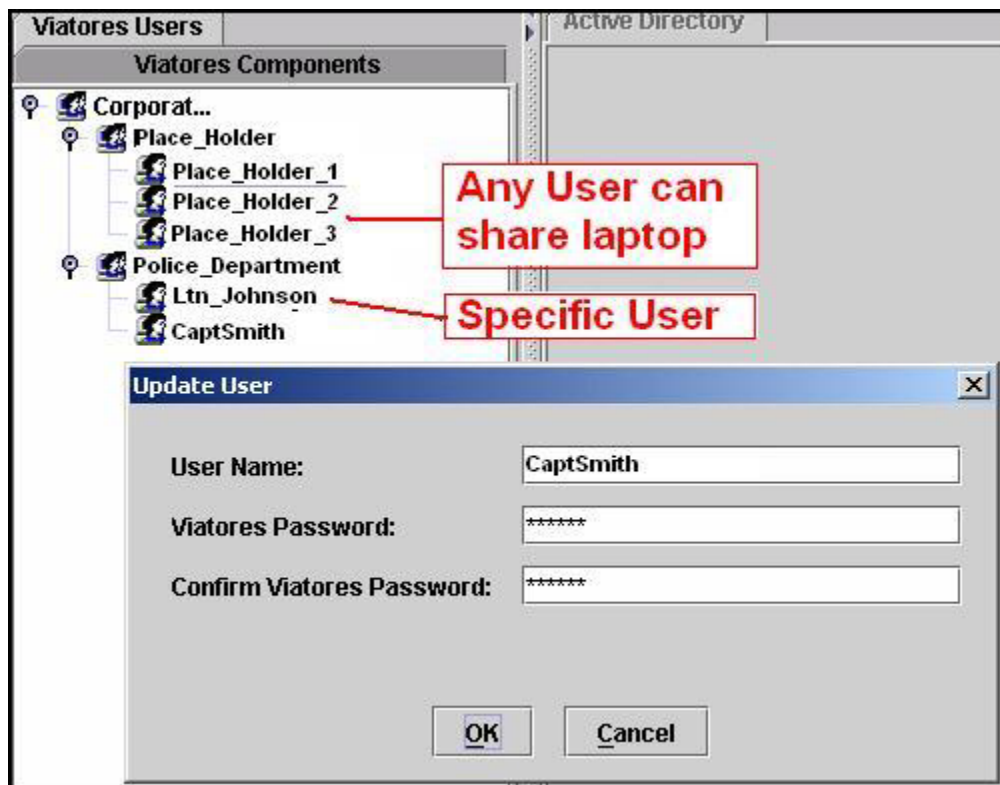 Viatores Users
Active Directory
Viatores Components
Corporat...
Place_Holder
Place_Holder_1
Place_Holder_2
Place_Holder_3
Any User can
share laptop
Police_Department
Ltn_Johnson
CaptSmith
Specific User
Update User
User Name:
CaptSmith
Viatores Password:
******
Confirm Viatores Password:
******
OK
Cancel